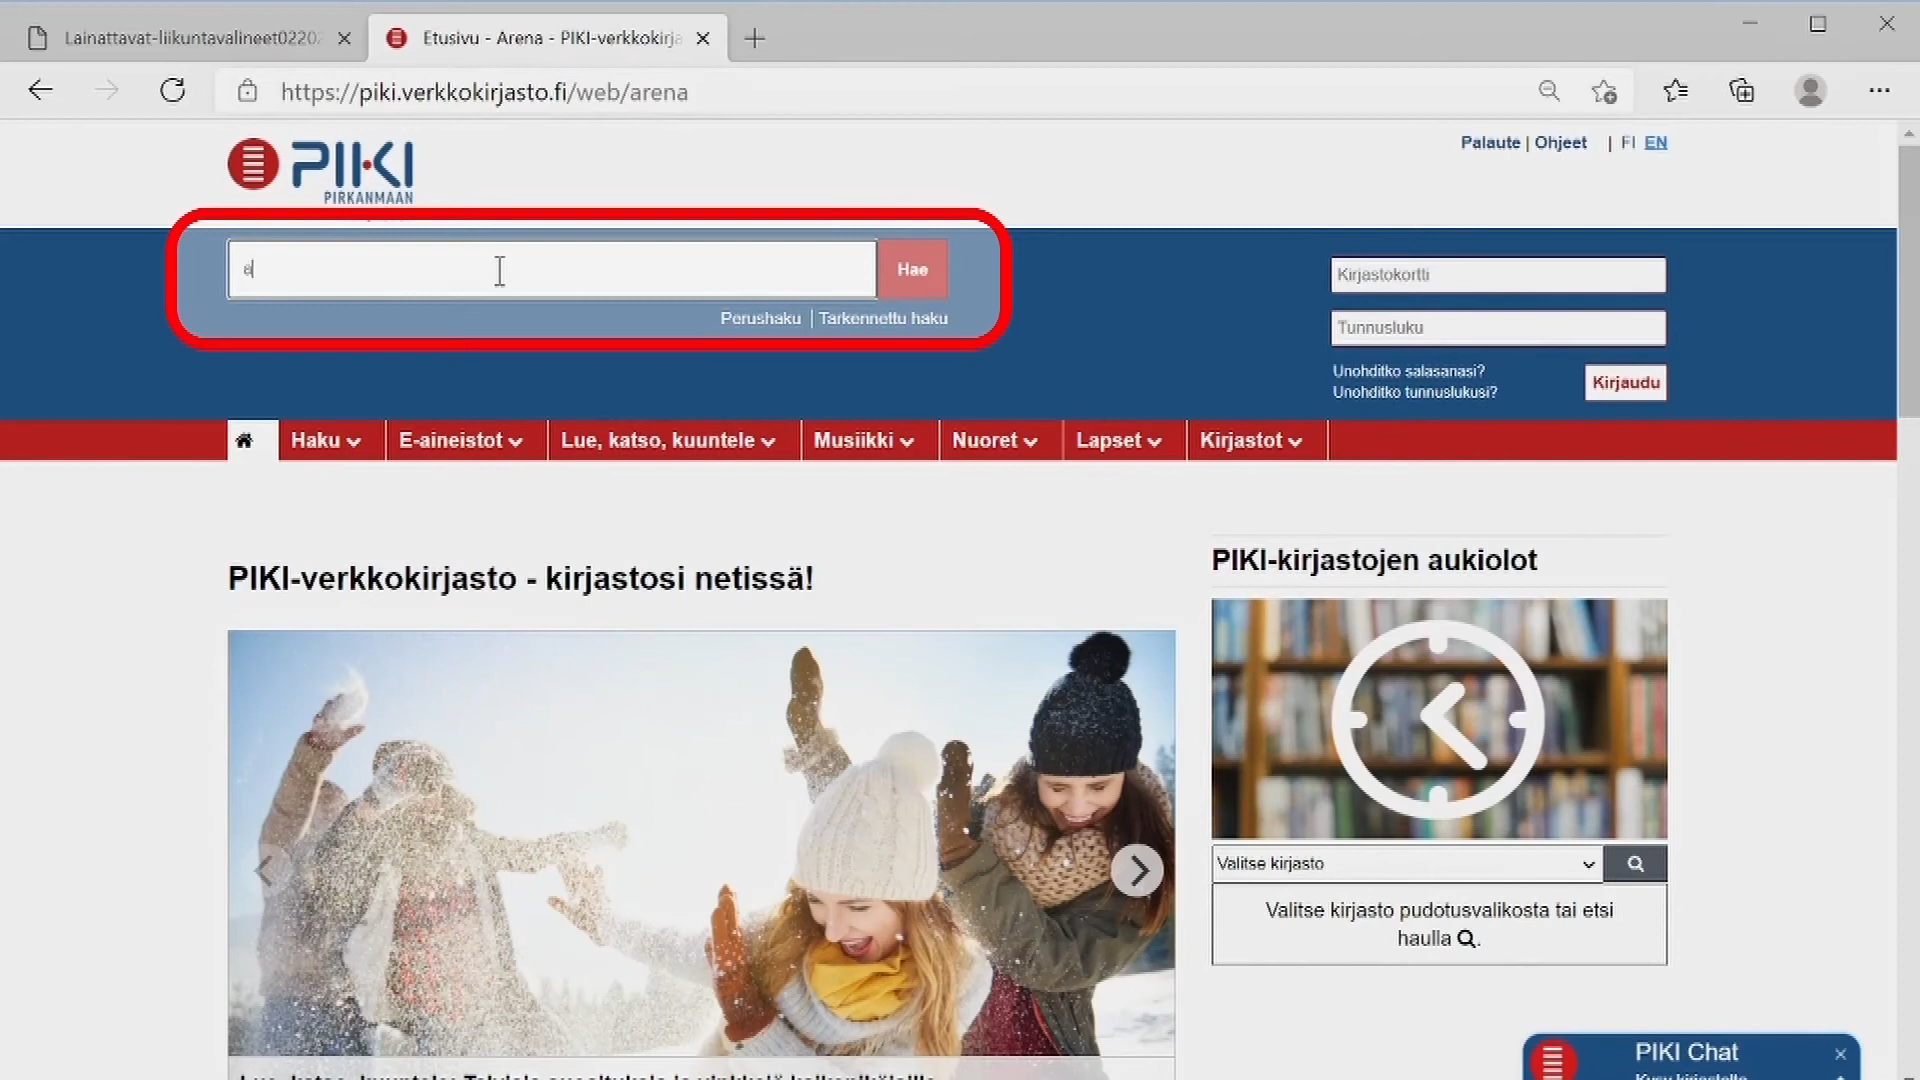 Lainattavat-liikuntavalineet0220
Etusivu - Arena - PIKI-verkkokirja
https://piki.verkkokirjasto.fi/web/arena
PIKI
PIRKANMAAN
Palaute | Ohjeet | FI EN
Hae
Perushaku | Tarkennettu haku
Kirjastokortti
Tunnusluku
Unohditko salasanasi?
Unohditko tunnuslukusi?
Kirjaudu
Haku E-aineistot Lue, katso, kuuntele Musiikki Nuoret Lapset Kirjastot
PIKI-verkkokirjasto - kirjastosi netissä!
PIKI-kirjastojen aukiolot
Valitse kirjasto
Valitse kirjasto pudotusvalikosta tai etsi
haulla
PIKI Chat